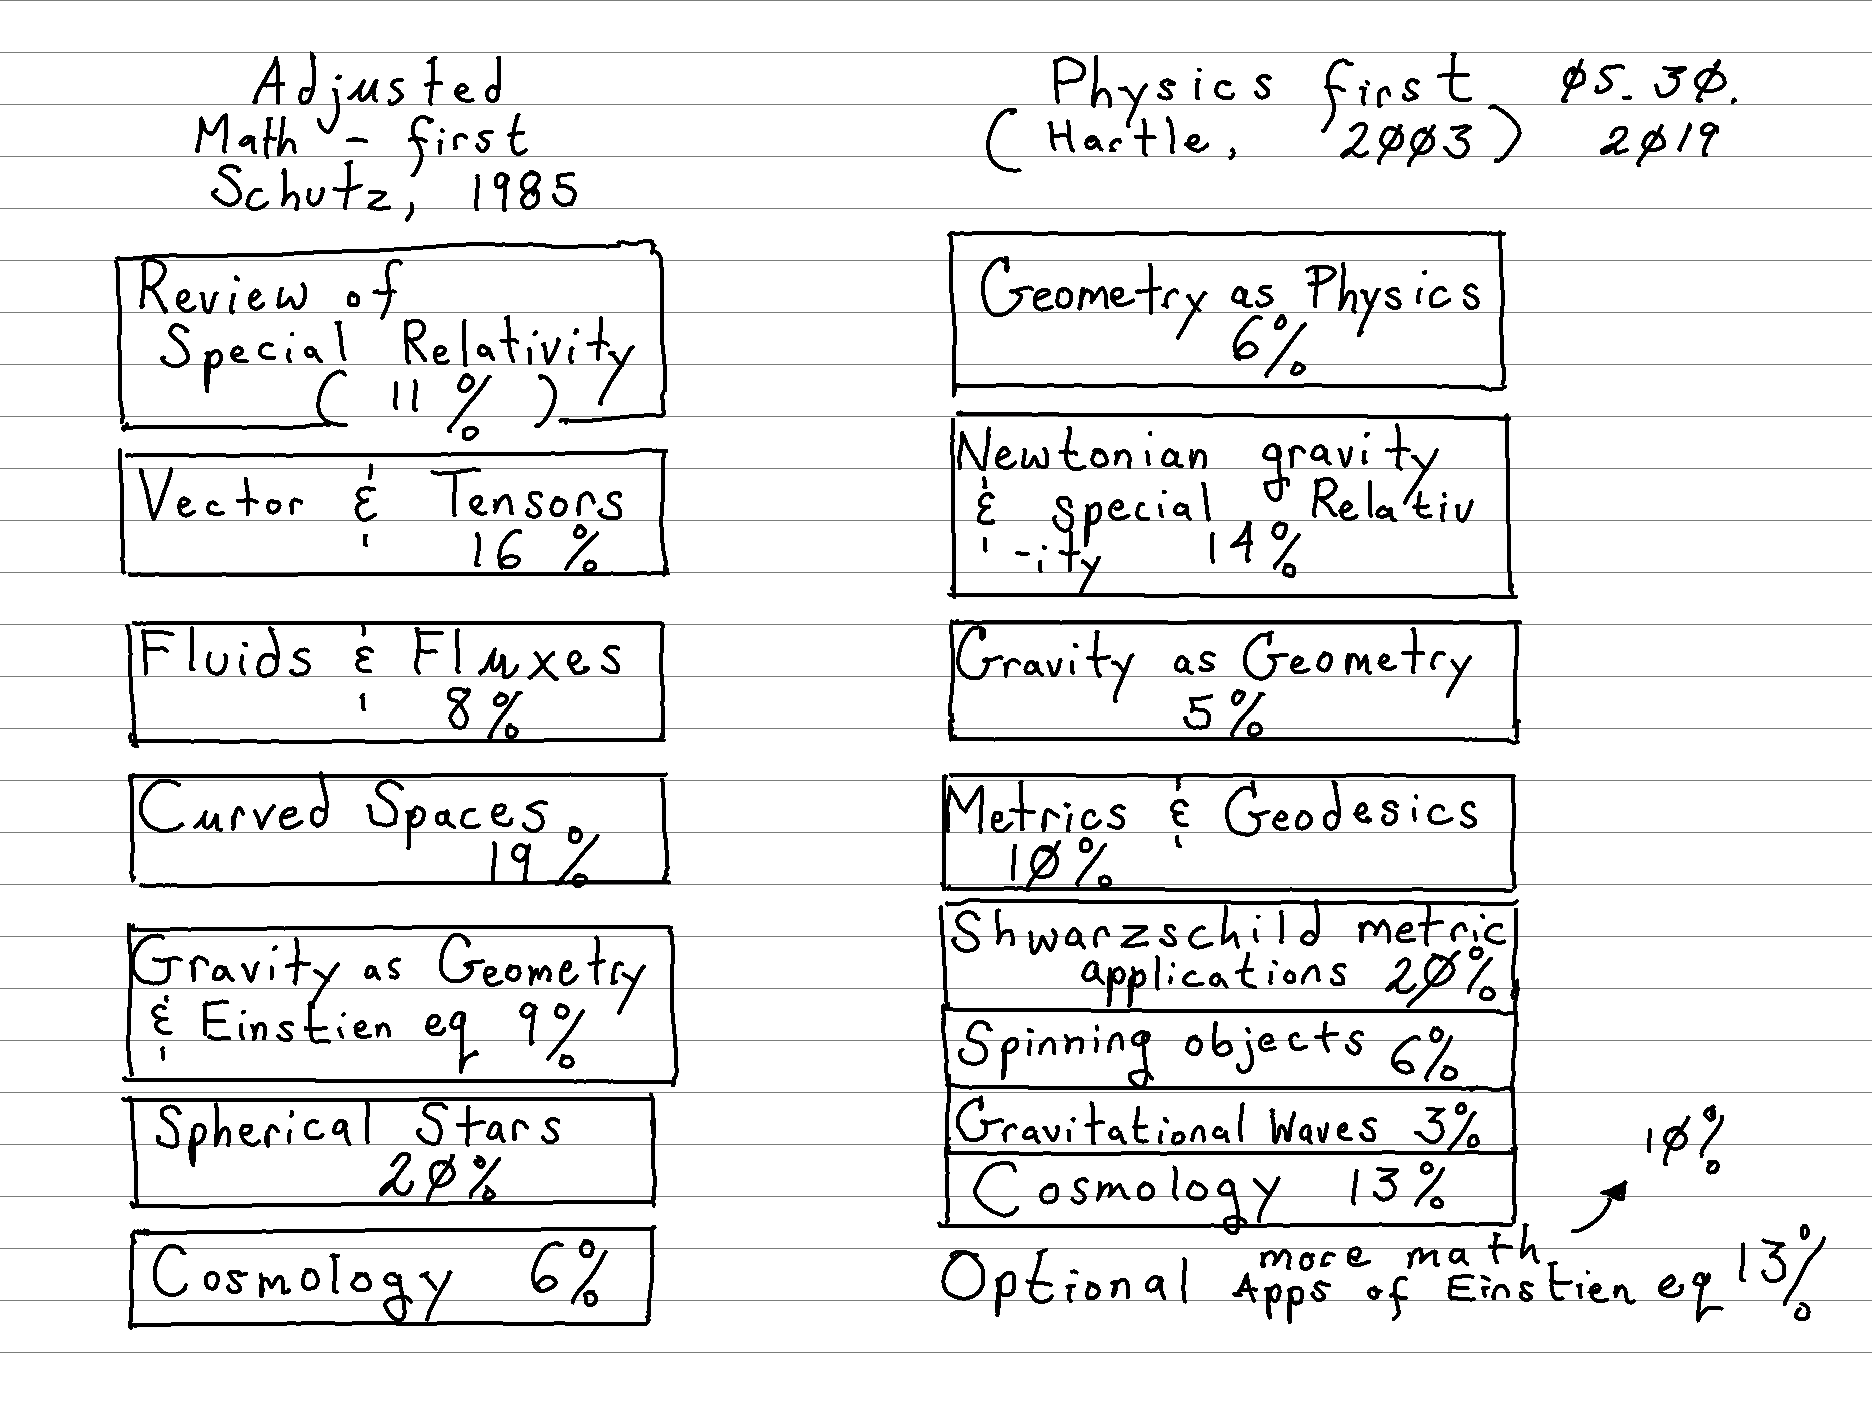 Adjusted
Math - first
Schutz, 1985
Review of
Special Relativity
( 11 % )
Vector & Tensors
16 %
Fluids & Fluxes
8%
Curved Spaces
19 %
Gravity as Geometry
& Einstien eq 9%
Spherical Stars
20%
Cosmology 6%
Physics first 05. 30.
(Hartle, 2003) 2019
Geometry as Physics
6%
Newtonian gravity
& special Relativ
-ity 14%
Gravity as Geometry
5%
Metrics & Geodesics
10%
Shwarzschild metric
applications 20%
Spinning objects 6%
Gravitational Waves 3%
Cosmology 13%
10%
more math
Optional Apps of Einstien eq 13%